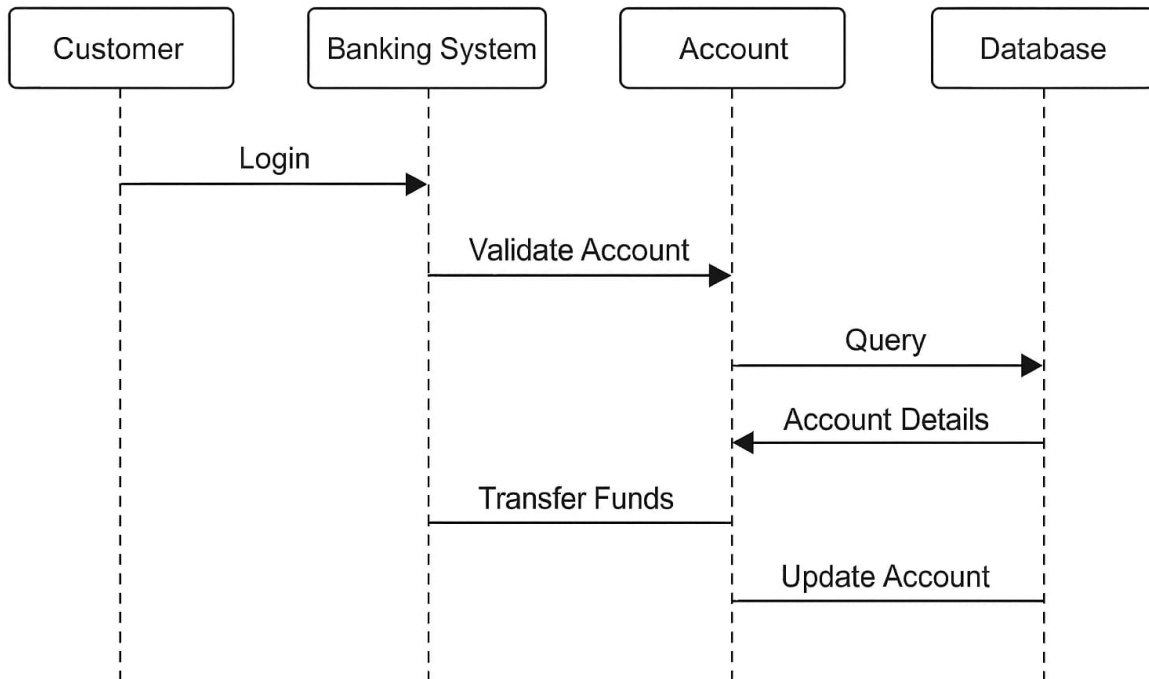 Customer
Banking System
Account
Database
Login
Validate Account
Query
Account Details
Transfer Funds
Update Account